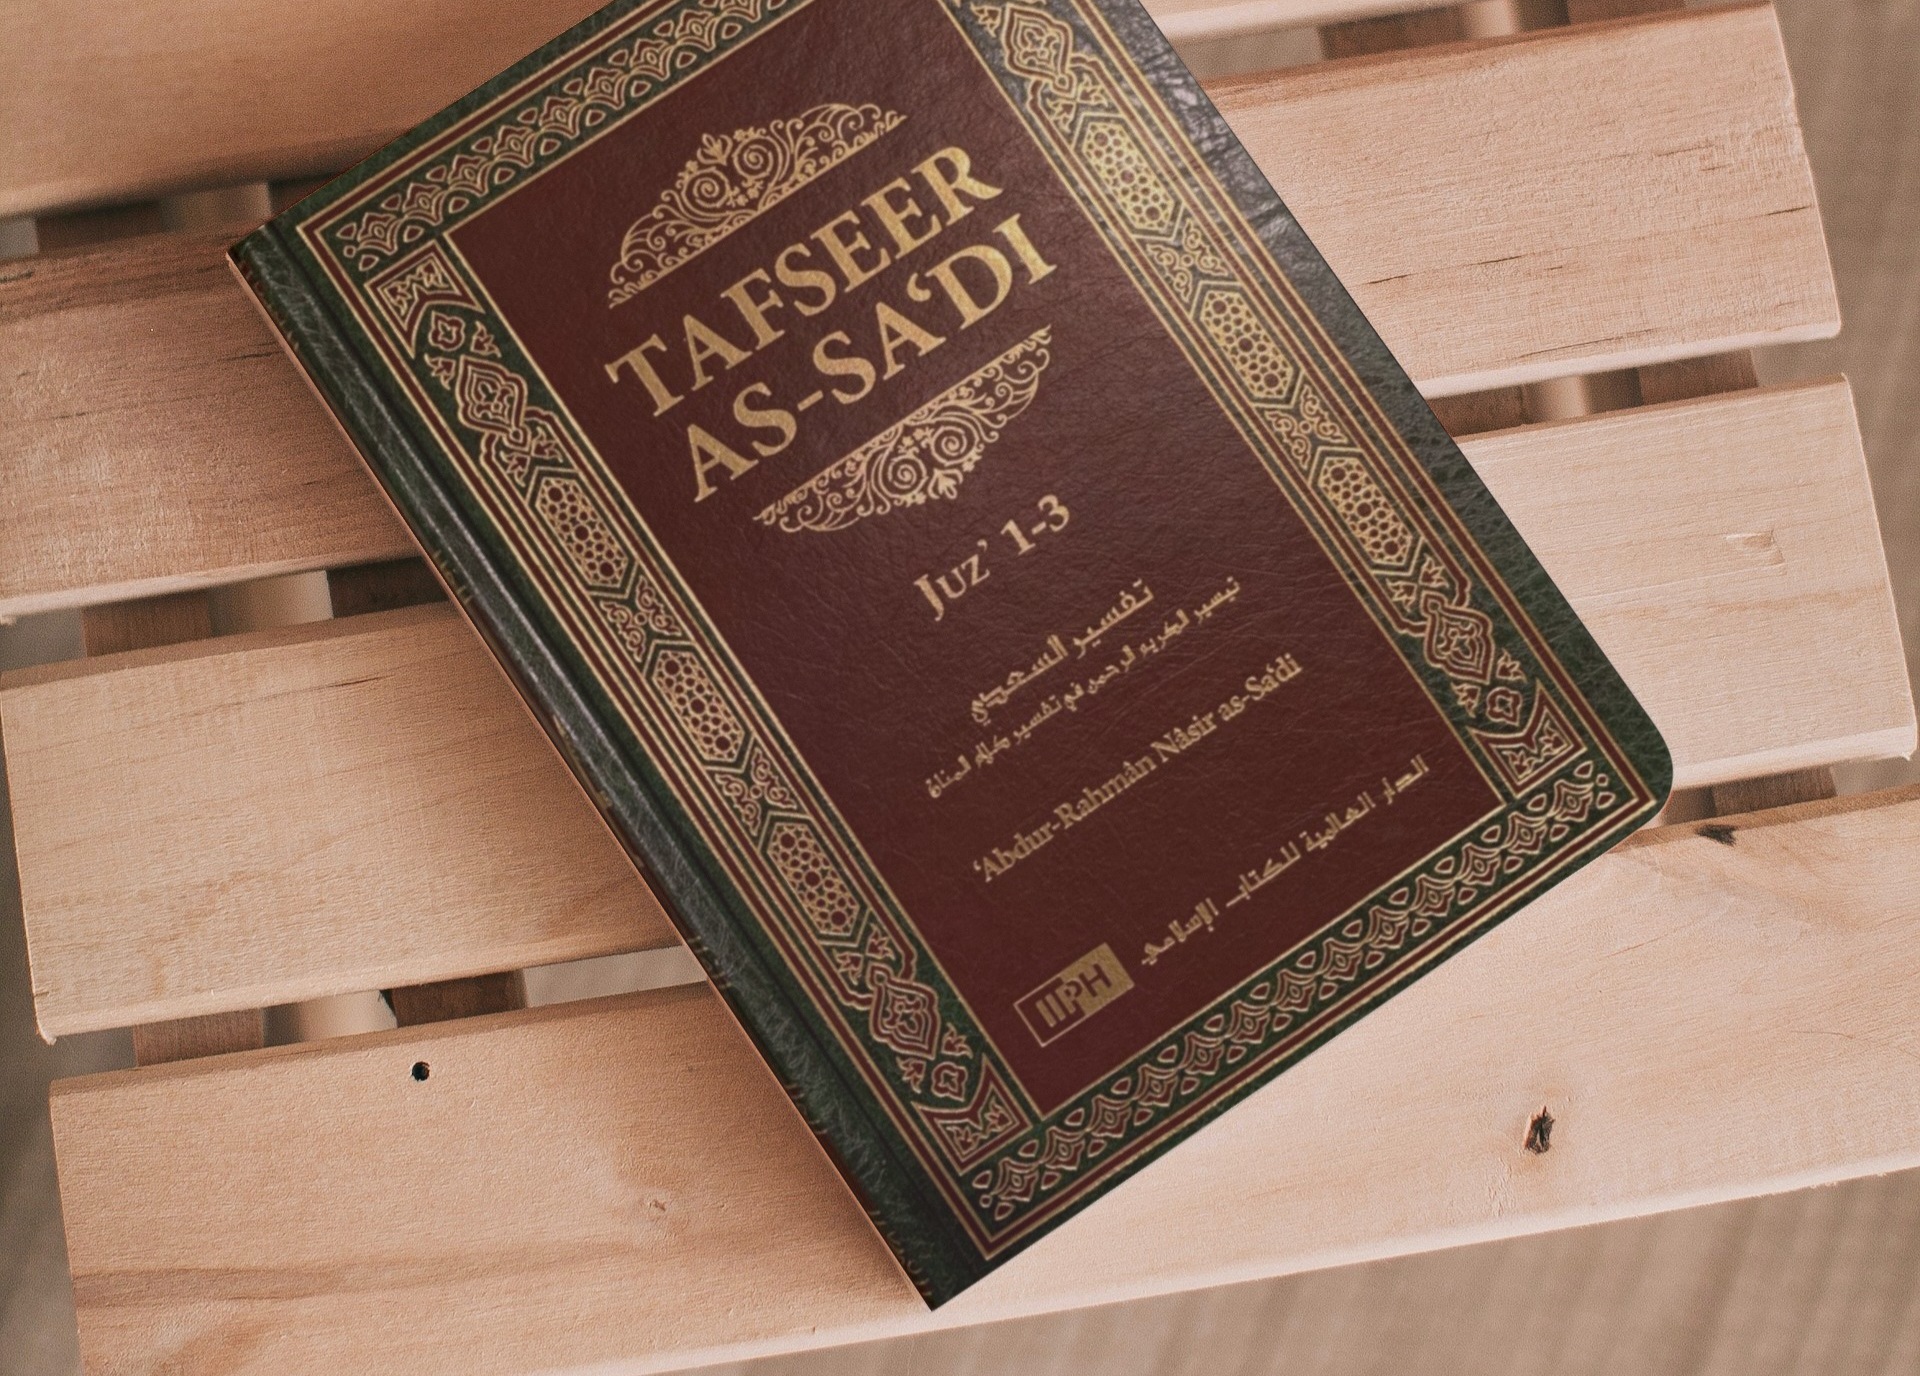 TAFSEER
AS-SA‘DI
Juz’ 1-3
تفسير السعدي
تيسير الكريم الرحمن في تفسير كلام المنان
‘Abdur-Rahmân Nâsir as-Sa‘di
IIPH
الدار العالمية للكتاب الإسلامي